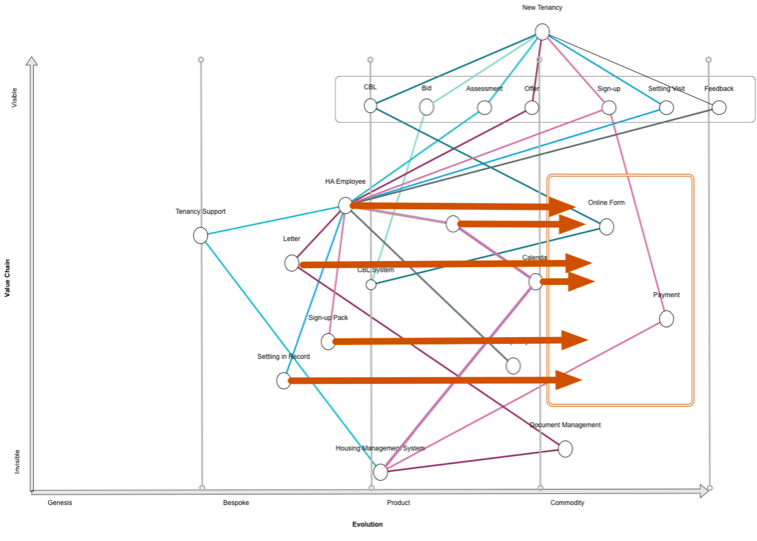 New Tenancy
Visible
CBL
Bid
Assessment
Offer
Sign-up
Settling Visit
Feedback
HA Employee
Online Form
Tenancy Support
Letter
CBL System
Payment
Sign-up Pack
Settling in Record
Value Chain
Document Management
Housing Management System
Invisible
Genesis
Bespoke
Product
Commodity
Evolution